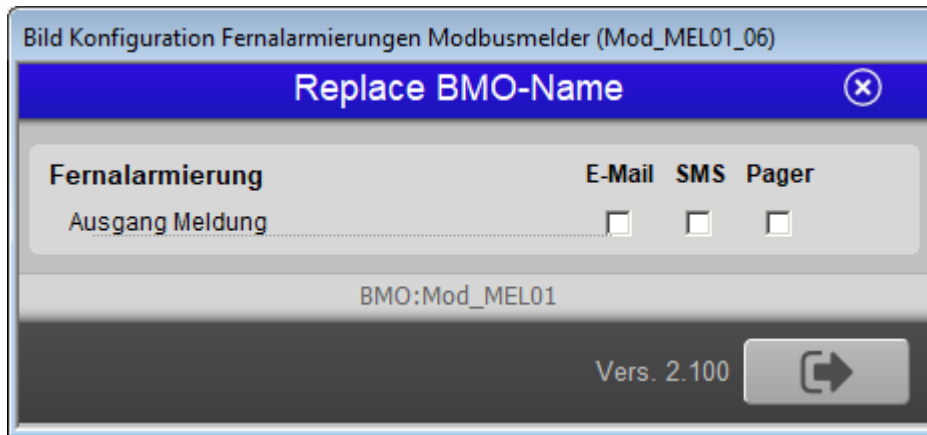 Bild Konfiguration Fernalarmierungen Modbusmelder (Mod_MEL01_06)
Replace BMO-Name
Fernalarmierung E-Mail SMS Pager
Ausgang Meldung
BMO:Mod_MEL01
Vers. 2.100